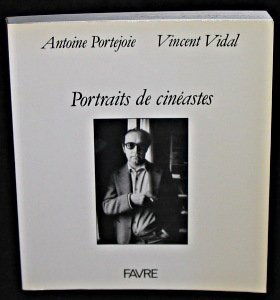 Antoine Portejoie Vincent Vidal
Portraits de cinéastes
FAVRE